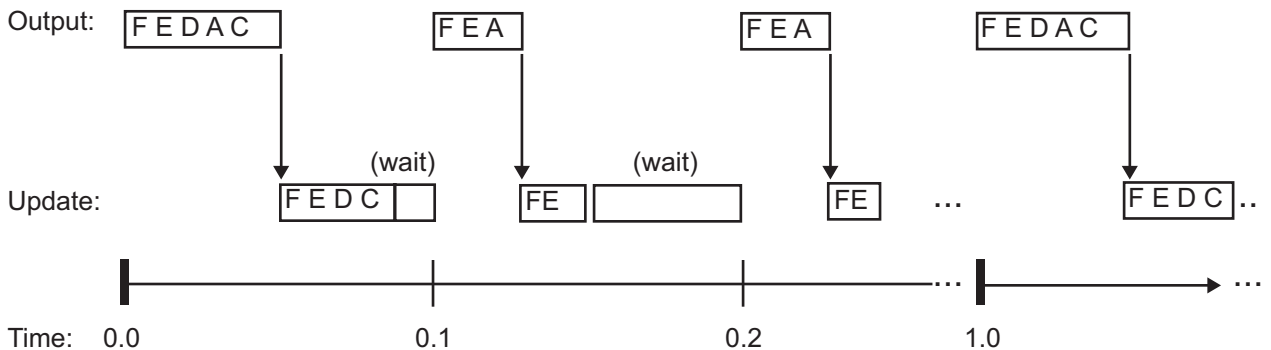 Output: F E D A C F E A F E A F E D A C
(wait) (wait)
Update: F E D C FE FE ... F E D C ..
... ...
Time: 0.0 0.1 0.2 1.0